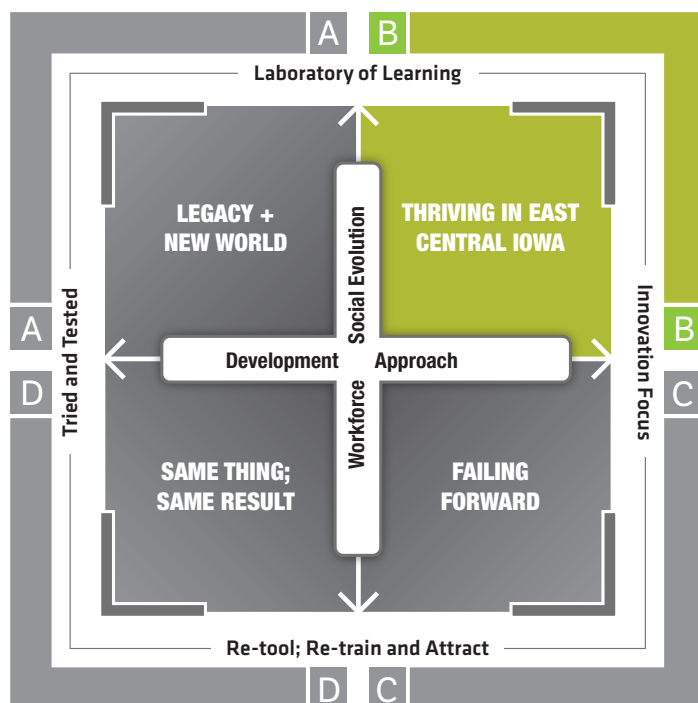 A
B
Laboratory of Learning
LEGACY +
NEW WORLD
THRIVING IN EAST
CENTRAL IOWA
A
B
Tried and Tested
Social Evolution
Innovation Focus
Development Approach
D
C
Workforce
SAME THING;
SAME RESULT
FAILING
FORWARD
Re-tool; Re-train and Attract
D
C